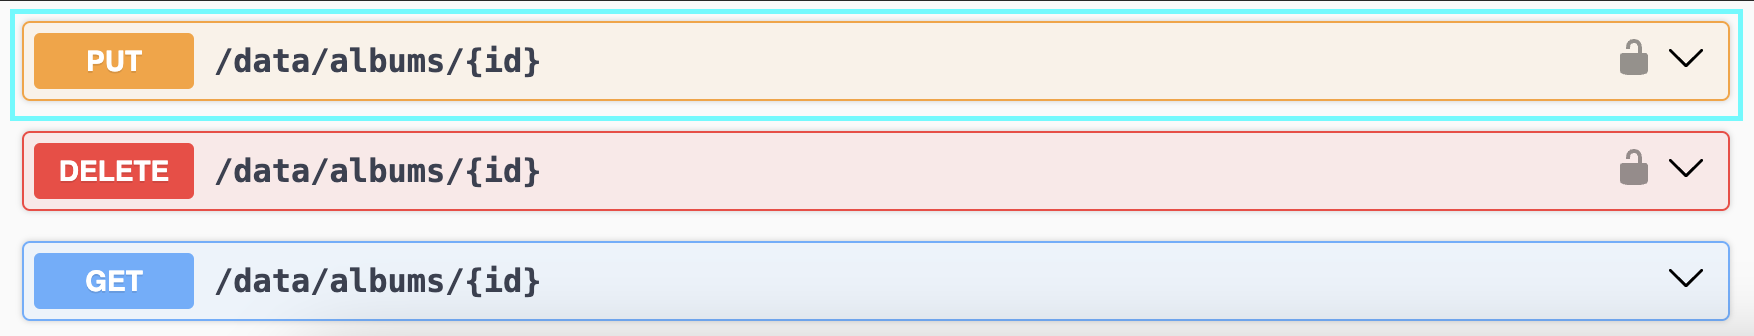 PUT /data/albums/{id}
DELETE /data/albums/{id}
GET /data/albums/{id}